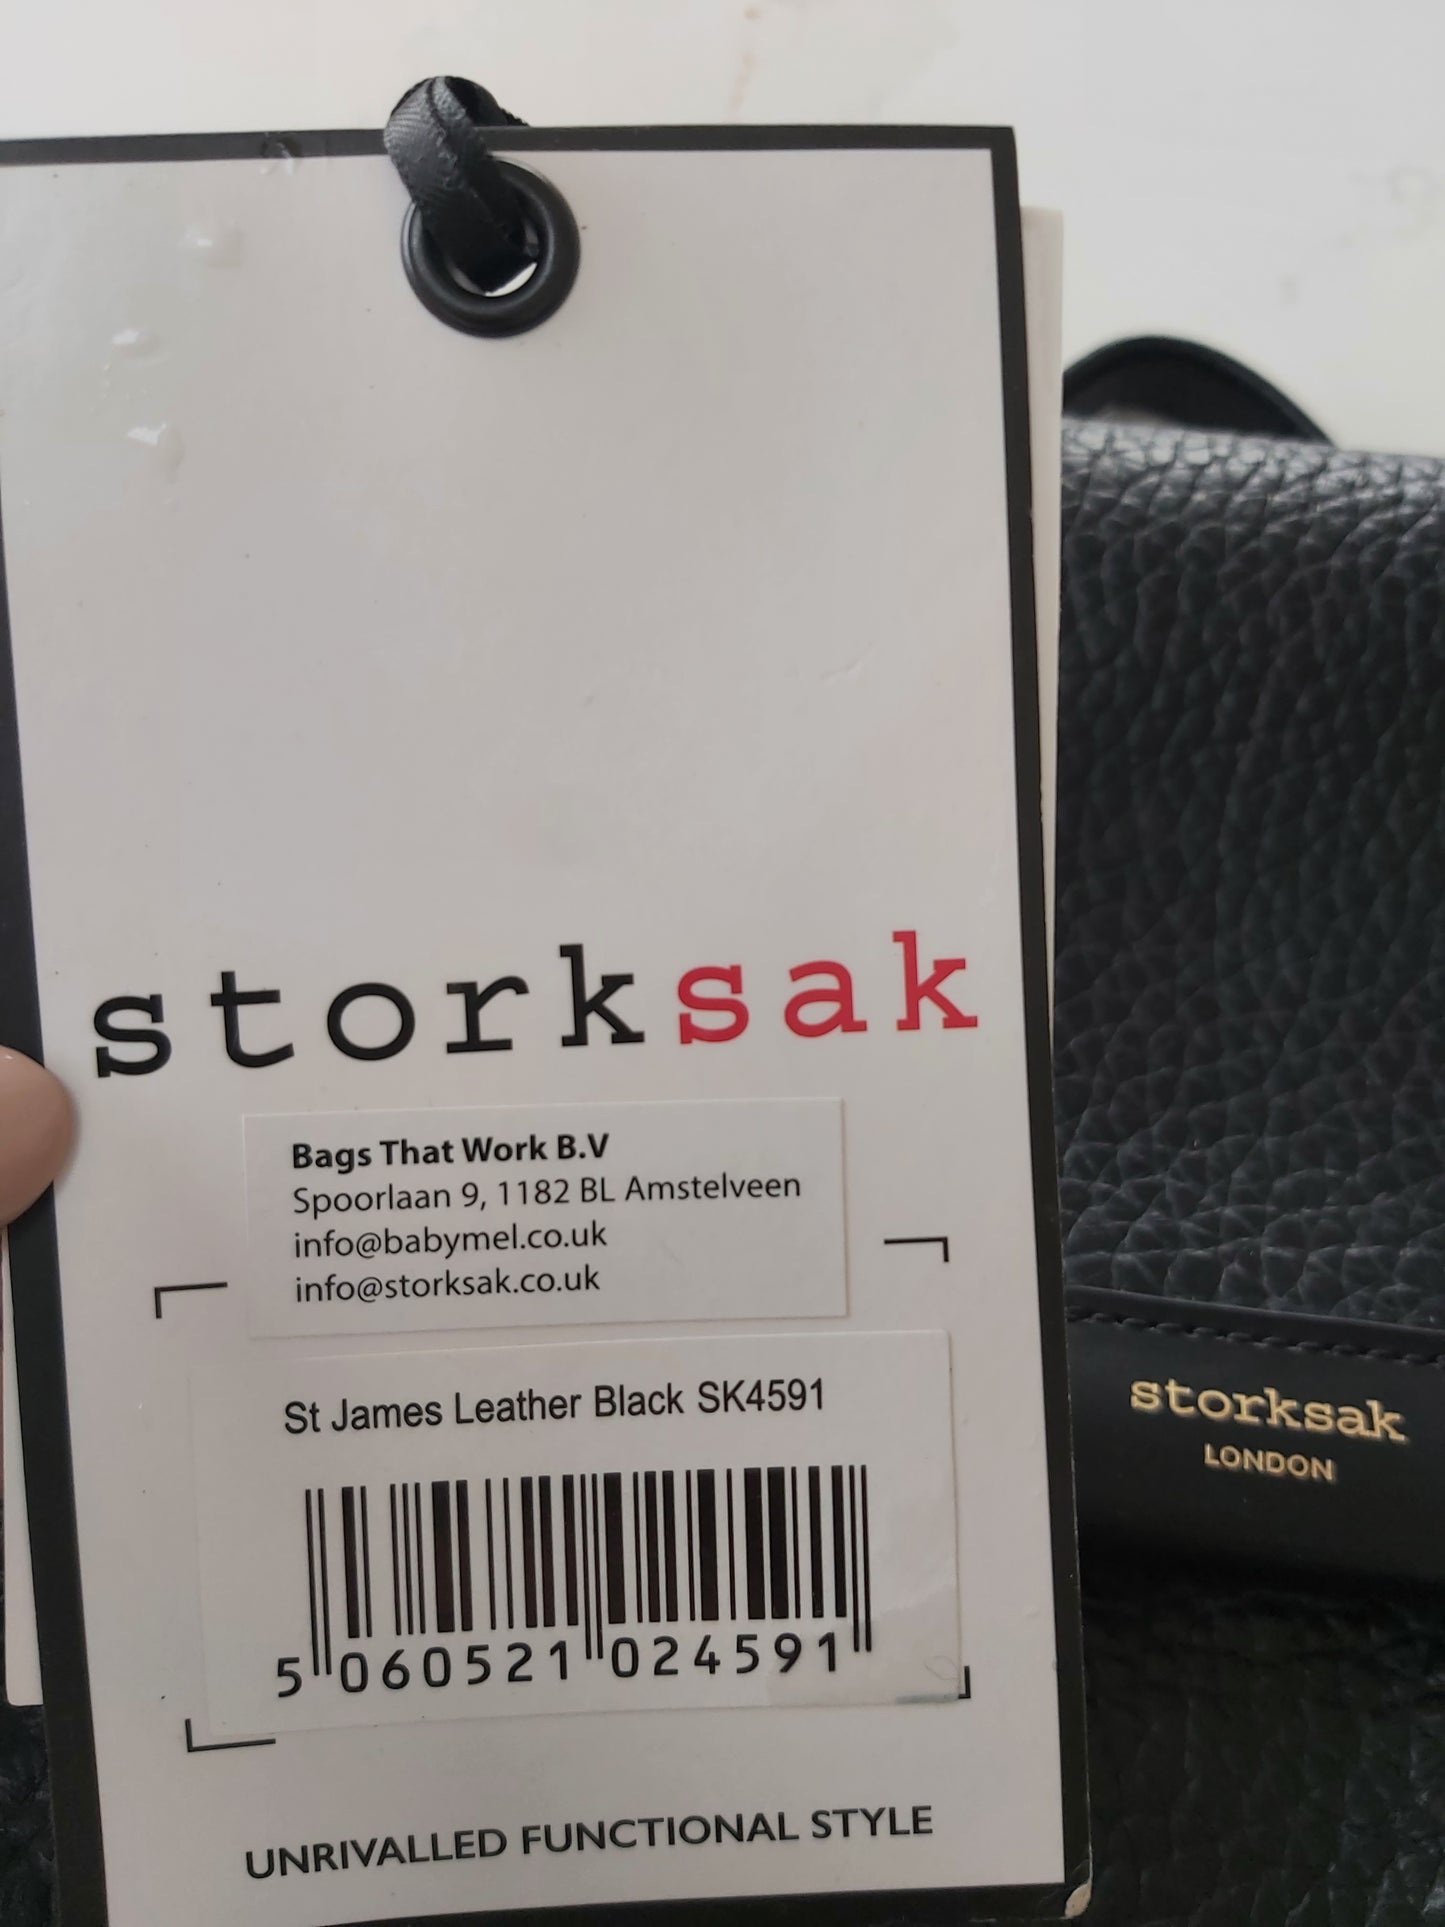 storksak
Bags That Work B.V
Spoorlaan 9, 1182 BL Amstelveen
info@babymel.co.uk
info@storksak.co.uk
St James Leather Black SK4591
5 060521 024591
UNRIVALLED FUNCTIONAL STYLE
storksak
LONDON